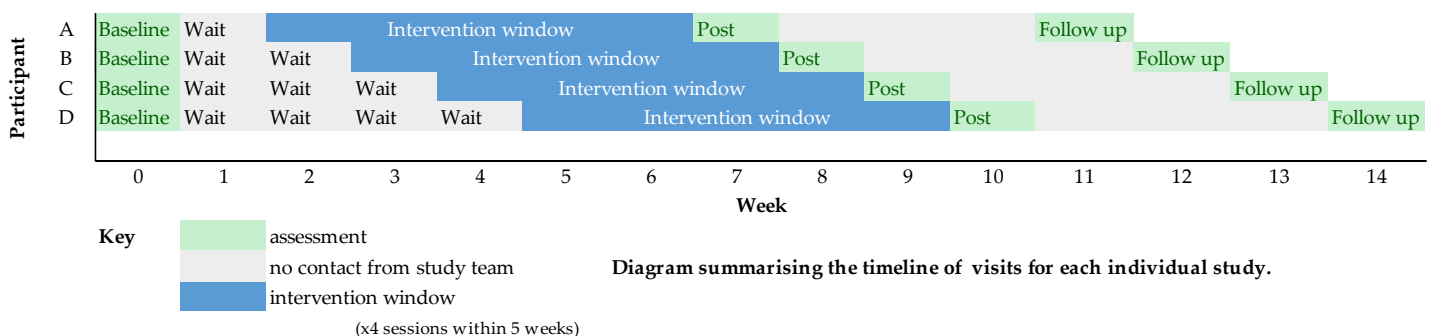 Participant
A Baseline Wait Intervention window Post Follow up
B Baseline Wait Wait Intervention window Post Follow up
C Baseline Wait Wait Wait Intervention window Post Follow up
D Baseline Wait Wait Wait Wait Intervention window Post Follow up
0 1 2 3 4 5 6 7 8 9 10 11 12 13 14
Week
Key assessment
no contact from study team Diagram summarising the timeline of visits for each individual study.
intervention window
(x4 sessions within 5 weeks)